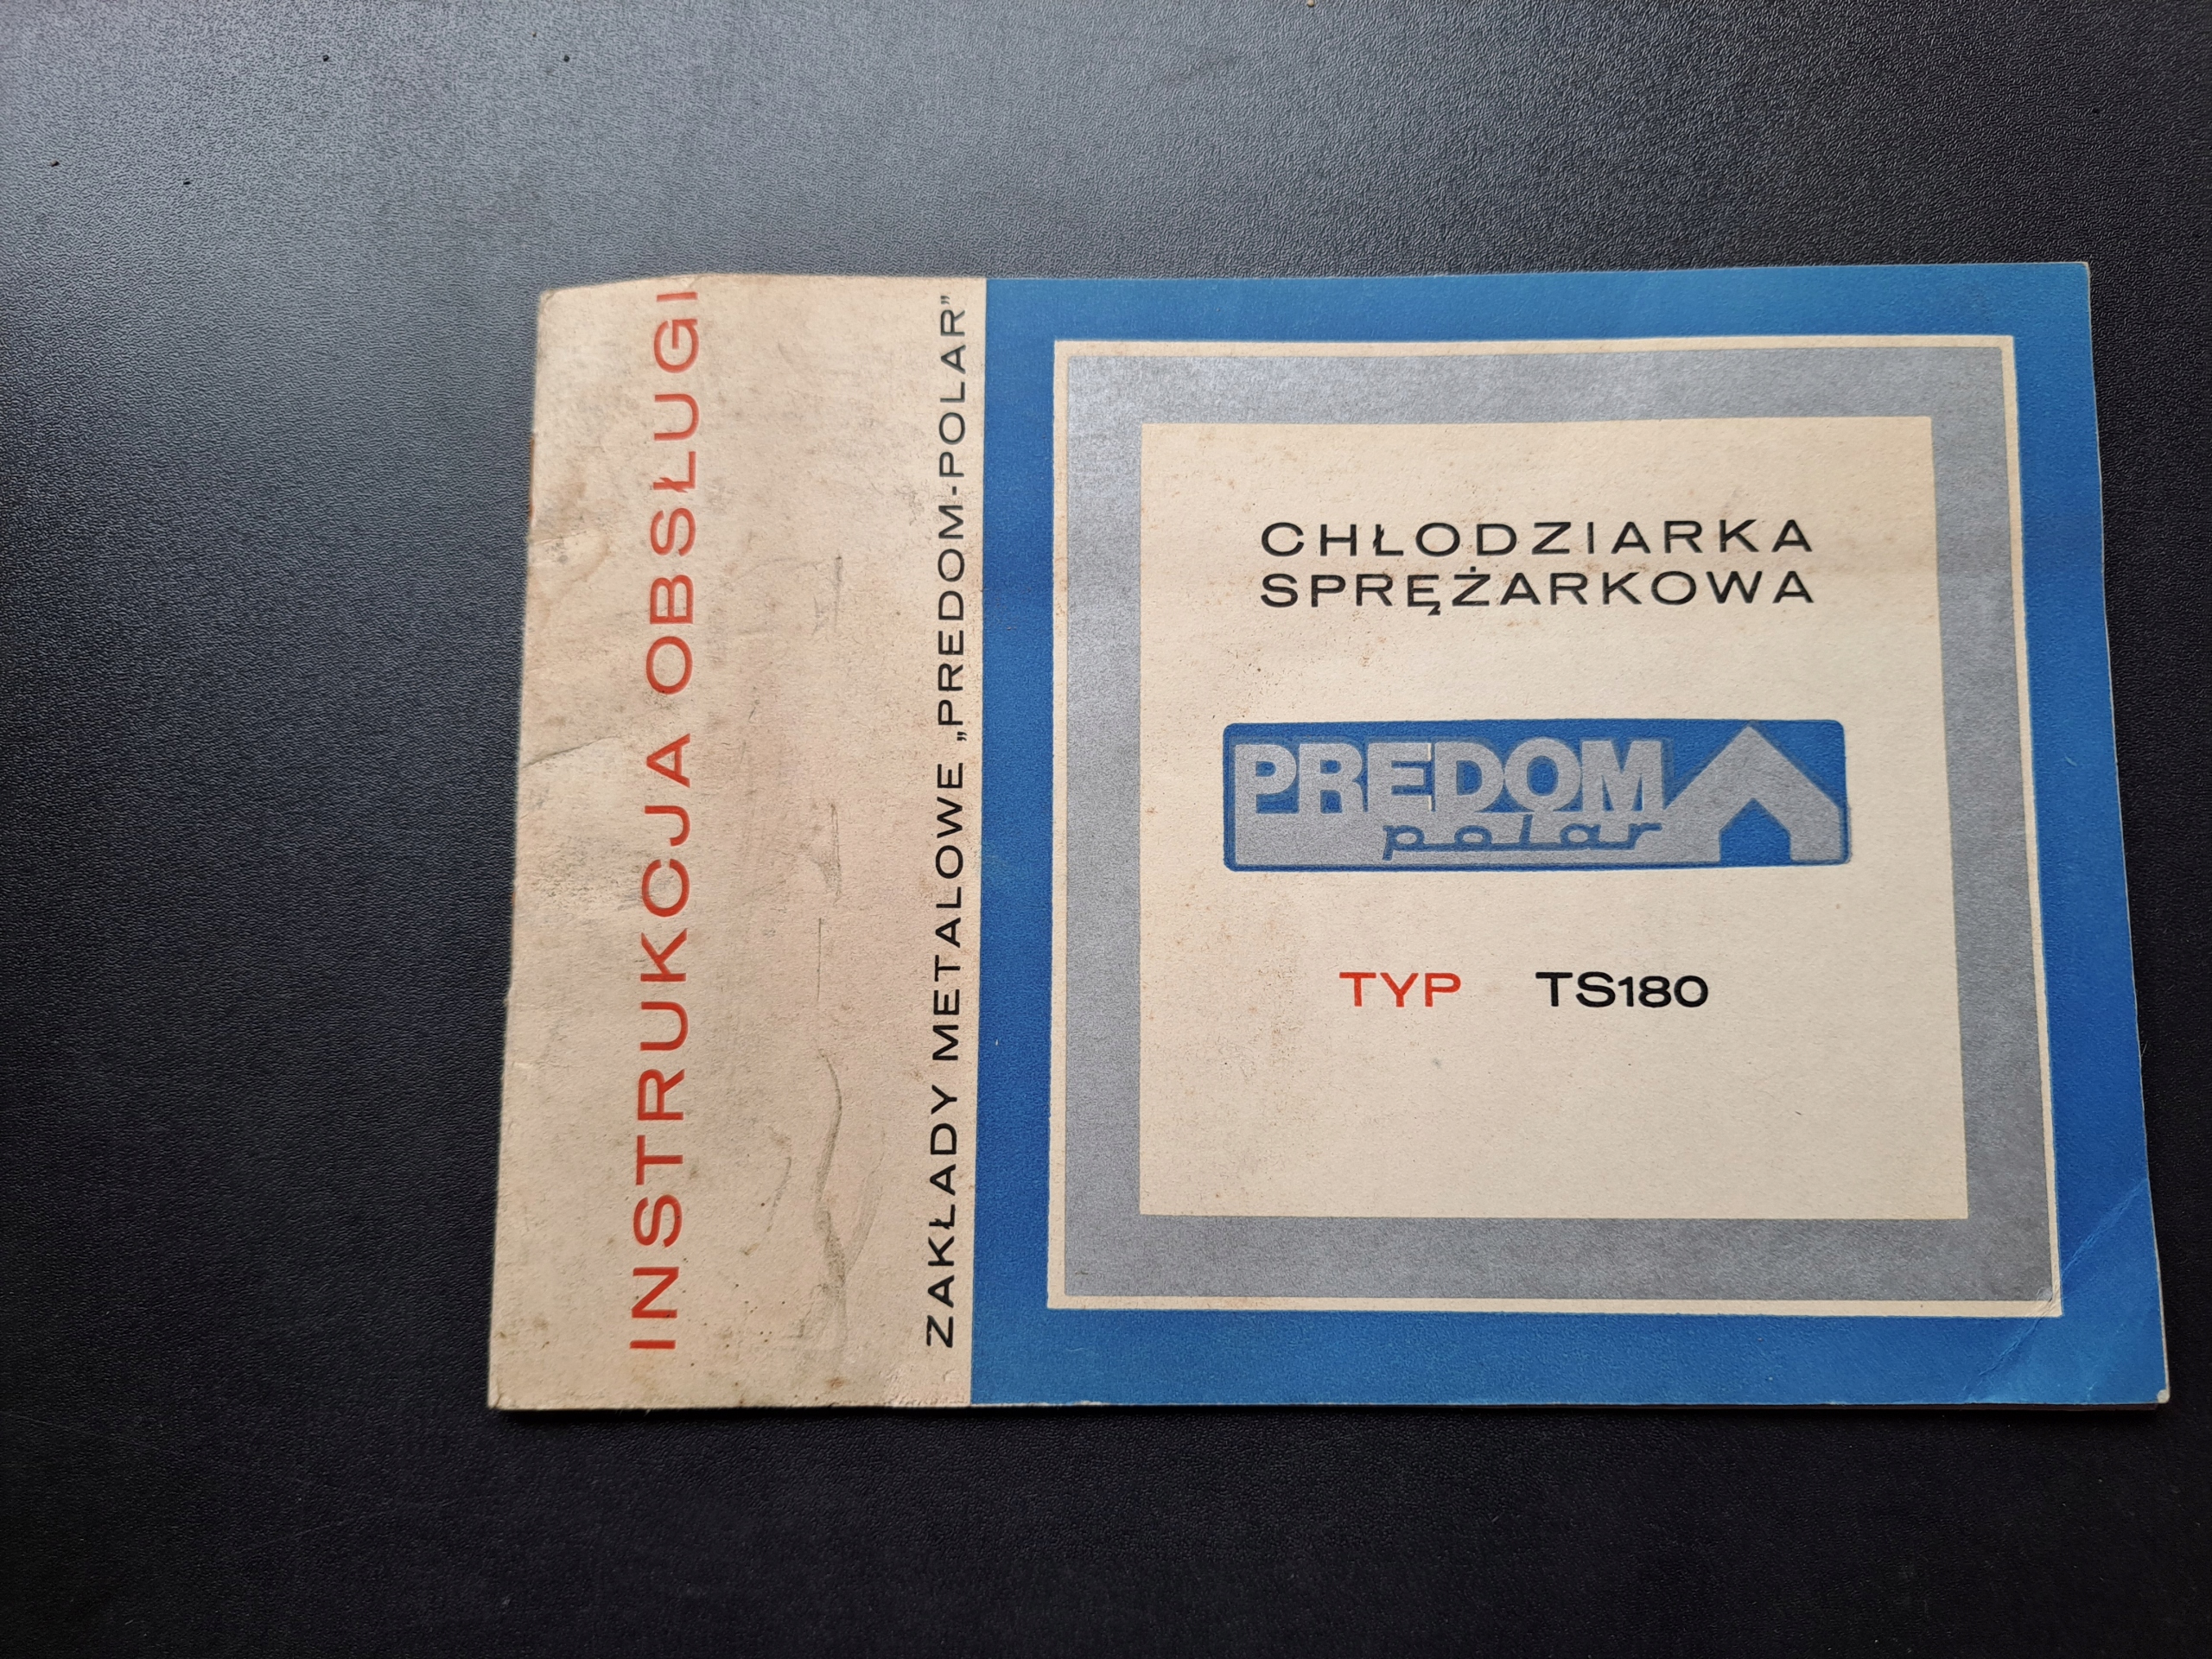 INSTRUKCJA OBSŁUGI
ZAKŁADY METALOWE „PREDOM-POLAR”
CHŁODZIARKA
SPRĘŻARKOWA
PREDOM
polar
TYP TS180